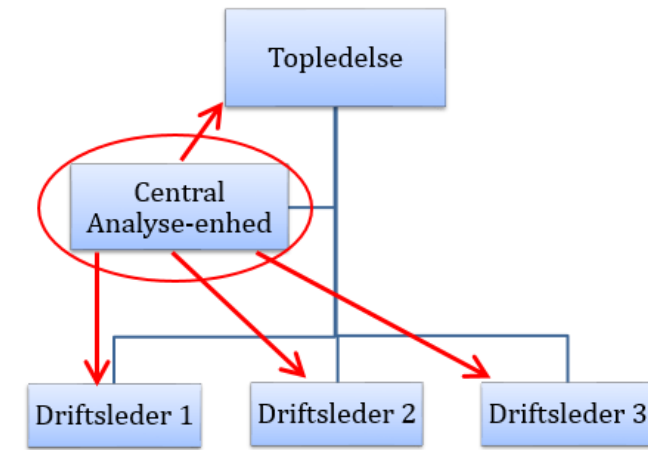 Topledelse
Central
Analyse-enhed
Driftsleder 1
Driftsleder 2
Driftsleder 3